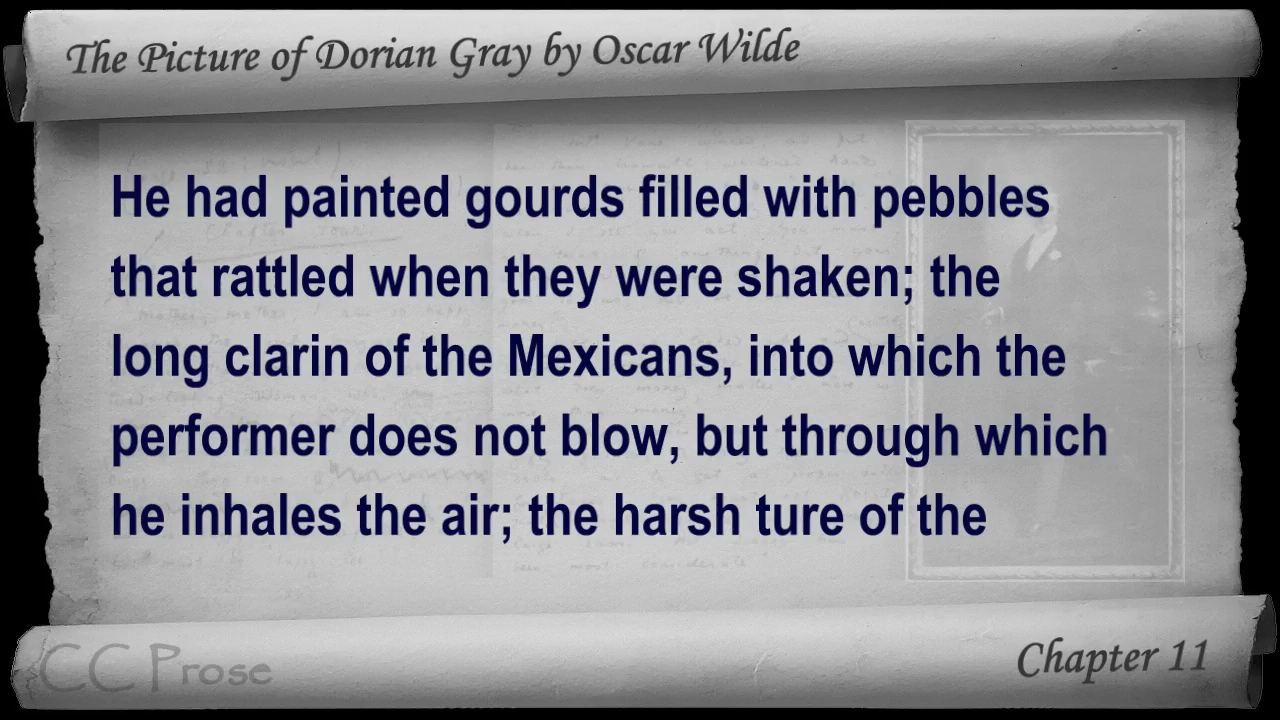 The Picture of Dorian Gray by Oscar Wilde
He had painted gourds filled with pebbles
that rattled when they were shaken; the
long clarin of the Mexicans, into which the
performer does not blow, but through which
he inhales the air; the harsh ture of the
CC Prose
Chapter 11